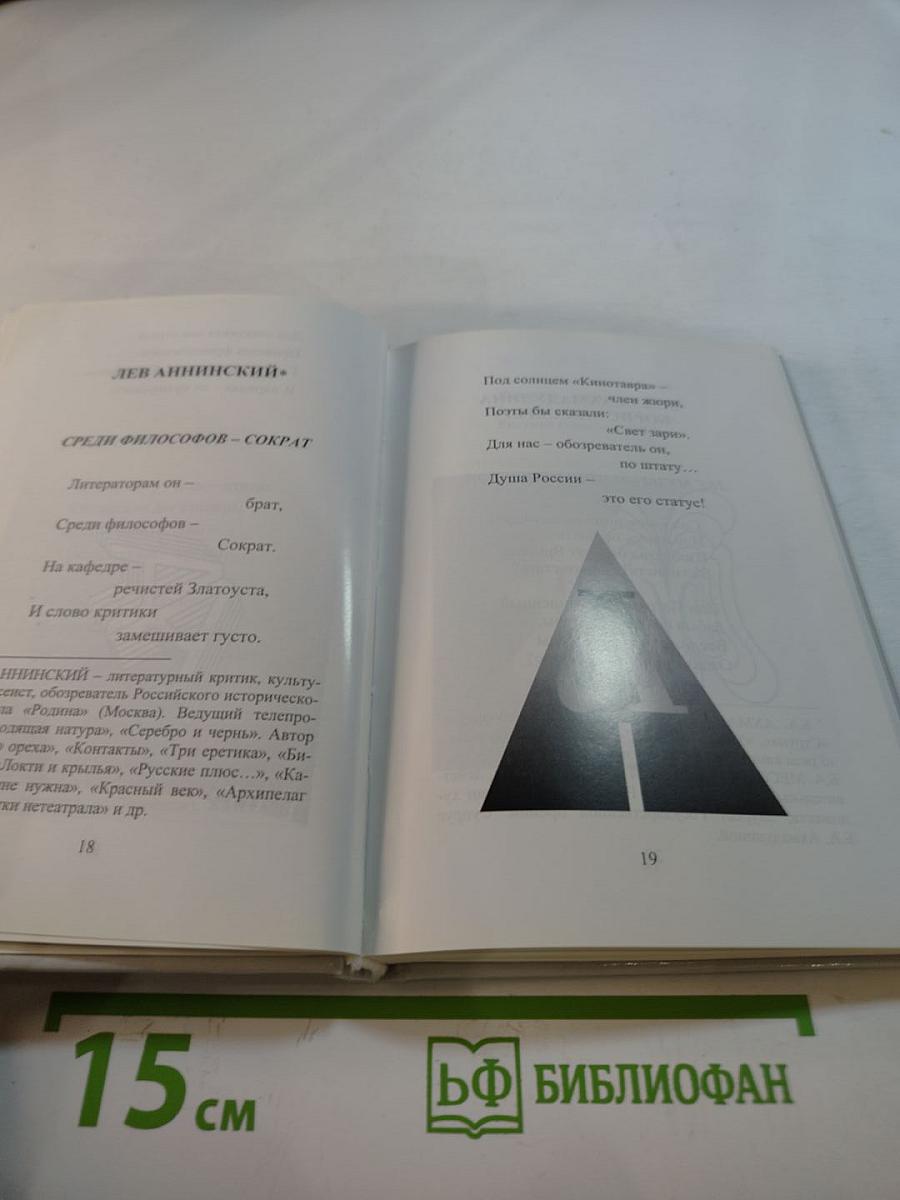 ЛЕВ АННИНСКИЙ*
СРЕДИ ФИЛОСОФОВ – СОКРАТ
Литераторам он –
брат,
Среди философов –
Сократ.
На кафедре –
речистей Златоуста,
И слово критики
замешивает густо.
ННИНСКИЙ – литературный критик, культу-
сеист, обозреватель Российского историческо-
ла «Родина» (Москва). Ведущий телепро-
одящая натура», «Серебро и чернь». Автор
ореха», «Контакты», «Три еретика», «Би-
Локти и крылья», «Русские плюс…», «Ка-
не нужна», «Красный век», «Архипелаг
ки нетеатрала» и др.
18
Под солнцем «Кинотавра» –
член жюри,
Поэты бы сказали:
«Свет зари».
Для нас – обозреватель он,
по штату…
Душа России –
это его статус!
19
15 см
БФ БИБЛИОФАН